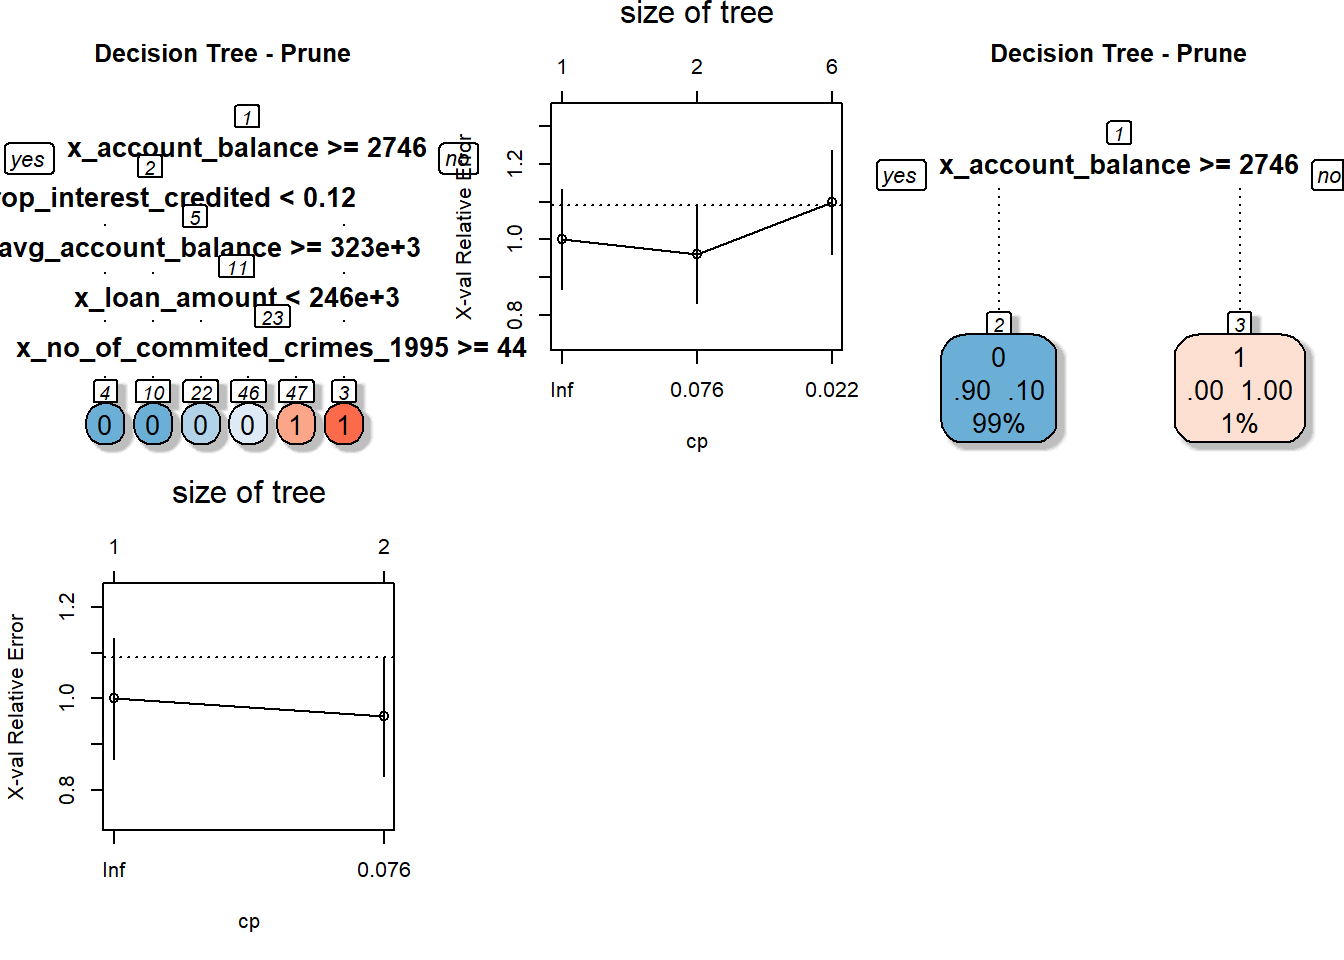 Decision Tree - Prune
1
x_account_balance >= 2746
yes
no
2
rop_interest_credited < 0.12
5
avg_account_balance >= 323e+3
11
x_loan_amount < 246e+3
23
x_no_of_commited_crimes_1995 >= 44
4 10 22 46 47 3
0 0 0 0 1 1
size of tree
1 2 6
X-val Relative Error
0.8 1.0 1.2
Inf 0.076 0.022
cp
Decision Tree - Prune
1
yes
x_account_balance >= 2746
no
2
0
.90 .10
99%
3
1
.00 1.00
1%
size of tree
1 2
X-val Relative Error
0.8 1.0 1.2
Inf 0.076
cp